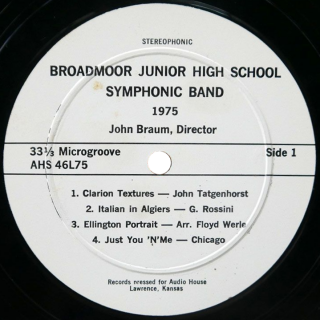 STEREOPHONIC
BROADMOOR JUNIOR HIGH SCHOOL
SYMPHONIC BAND
1975
John Braum, Director
33⅓ Microgroove Side 1
AHS 46L75
1. Clarion Textures — John Tatgenhorst
2. Italian in Algiers — G. Rossini
3. Ellington Portrait — Arr. Floyd Werle
4. Just You 'N'Me — Chicago
Records pressed for Audio House
Lawrence, Kansas